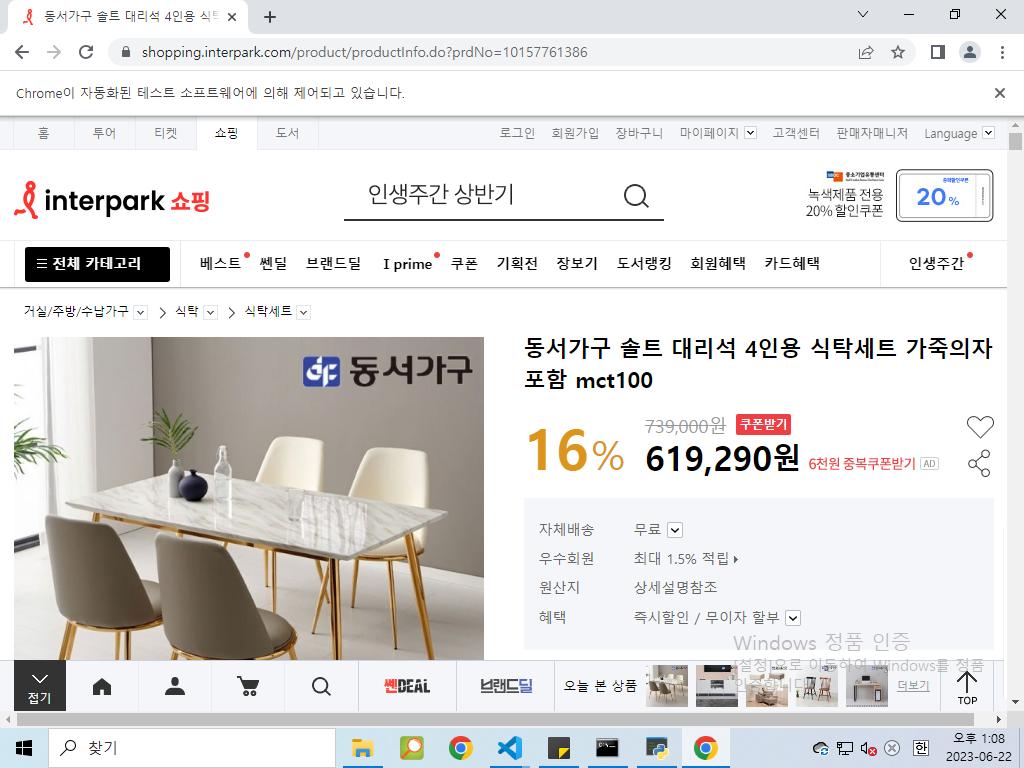 동서가구 솔트 대리석 4인용 식탁
shopping.interpark.com/product/productInfo.do?prdNo=10157761386
Chrome이 자동화된 테스트 소프트웨어에 의해 제어되고 있습니다.
홈 투어 티켓 쇼핑 도서 로그인 회원가입 장바구니 마이페이지 고객센터 판매자매니저 Language
interpark 쇼핑
인생주간 상반기
중소기업유통센터
녹색제품 전용
20% 할인쿠폰
중복할인쿠폰
20%
전체 카테고리 베스트 쎈딜 브랜드딜 I prime 쿠폰 기획전 장보기 도서랭킹 회원혜택 카드혜택 인생주간
거실/주방/수납가구 식탁 식탁세트
동서가구
동서가구 솔트 대리석 4인용 식탁세트 가죽의자
포함 mct100
16%
739,000원 쿠폰받기
619,290원 6천원 중복쿠폰받기 AD
자체배송 무료
우수회원 최대 1.5% 적립
원산지 상세설명참조
혜택 즉시할인 / 무이자 할부
Windows 정품 인증
[설정]으로 이동하여 Windows를 정품
인증합니다.
접기
쎈DEAL
브랜드딜
오늘 본 상품
더보기
TOP
찾기
한
오후 1:08
2023-06-22